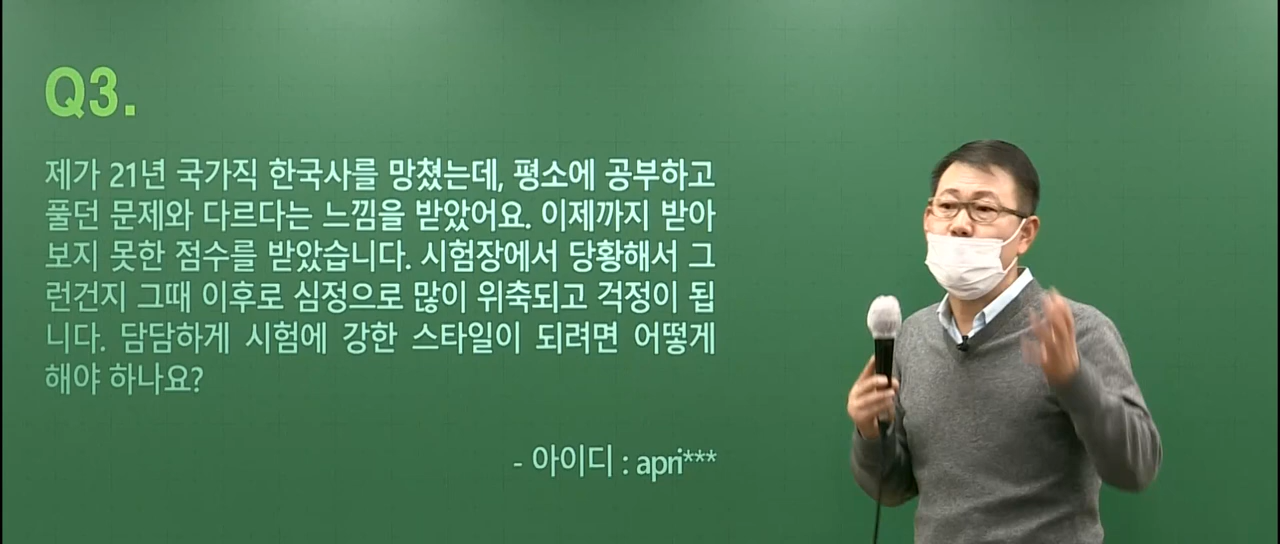 Q3.
제가 21년 국가직 한국사를 망쳤는데, 평소에 공부하고
풀던 문제와 다르다는 느낌을 받았어요. 이제까지 받아
보지 못한 점수를 받았습니다. 시험장에서 당황해서 그
런건지 그때 이후로 심정으로 많이 위축되고 걱정이 됩
니다. 담담하게 시험에 강한 스타일이 되려면 어떻게
해야 하나요?
- 아이디 : apri***